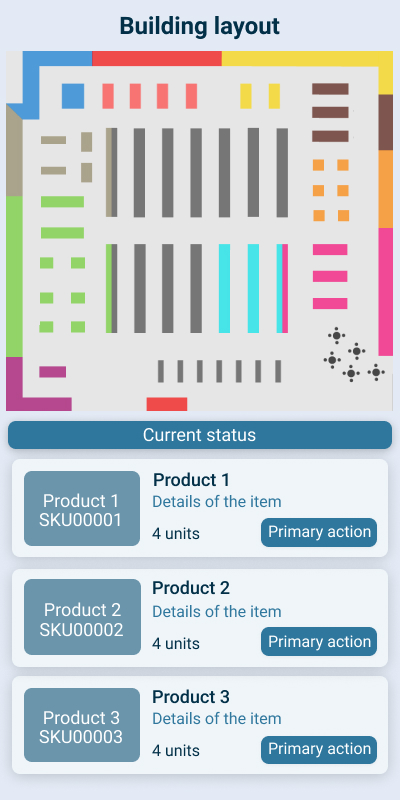 Building layout
Current status
Product 1
SKU00001
Product 1
Details of the item
4 units
Primary action
Product 2
SKU00002
Product 2
Details of the item
4 units
Primary action
Product 3
SKU00003
Product 3
Details of the item
4 units
Primary action